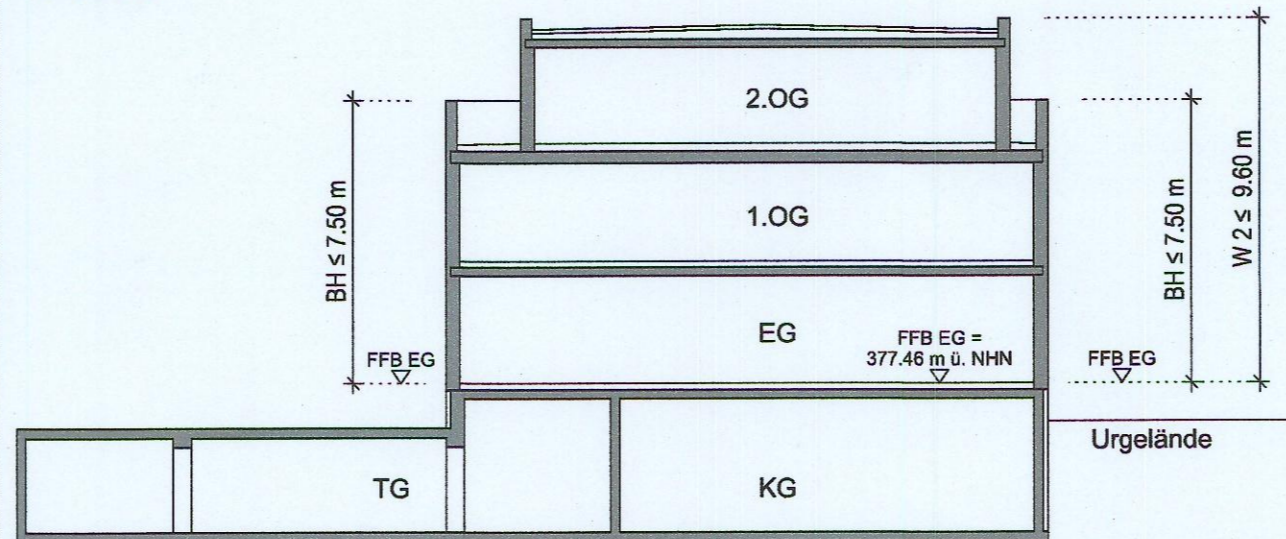 2.OG
BH ≤ 7.50 m
1.OG
BH ≤ 7.50 m
W 2 ≤ 9.60 m
EG
FFB EG
FFB EG =
377.46 m ü. NHN
FFB EG
Urgelände
TG
KG